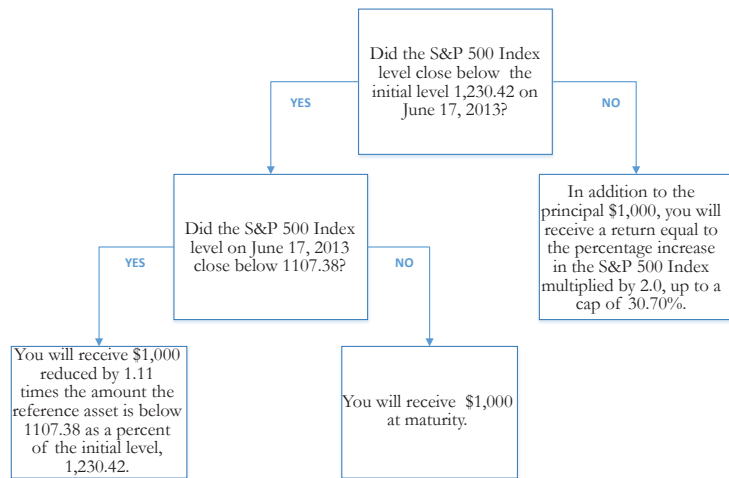 Did the S&P 500 Index
level close below the
initial level 1,230.42 on
June 17, 2013?
YES
NO
Did the S&P 500 Index
level on June 17, 2013
close below 1107.38?
In addition to the
principal $1,000, you will
receive a return equal to
the percentage increase
in the S&P 500 Index
multiplied by 2.0, up to a
cap of 30.70%.
YES
NO
You will receive $1,000
reduced by 1.11
times the amount the
reference asset is below
1107.38 as a percent
of the initial level,
1,230.42.
You will receive $1,000
at maturity.